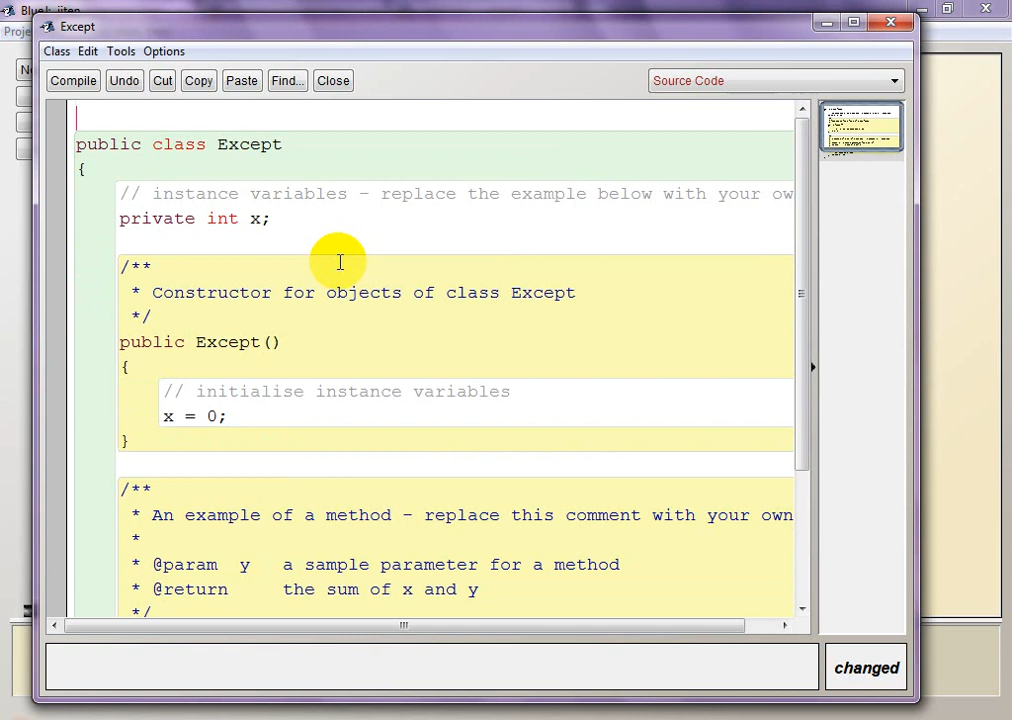 BlueJ: jiten
Except
Proje
Class Edit Tools Options
Compile Undo Cut Copy Paste Find... Close Source Code
public class Except
{
// instance variables - replace the example below with your ow
private int x;
/**
* Constructor for objects of class Except
*/
public Except()
{
// initialise instance variables
x = 0;
}
/**
* An example of a method - replace this comment with your own
*
* @param y a sample parameter for a method
* @return the sum of x and y
*/
changed